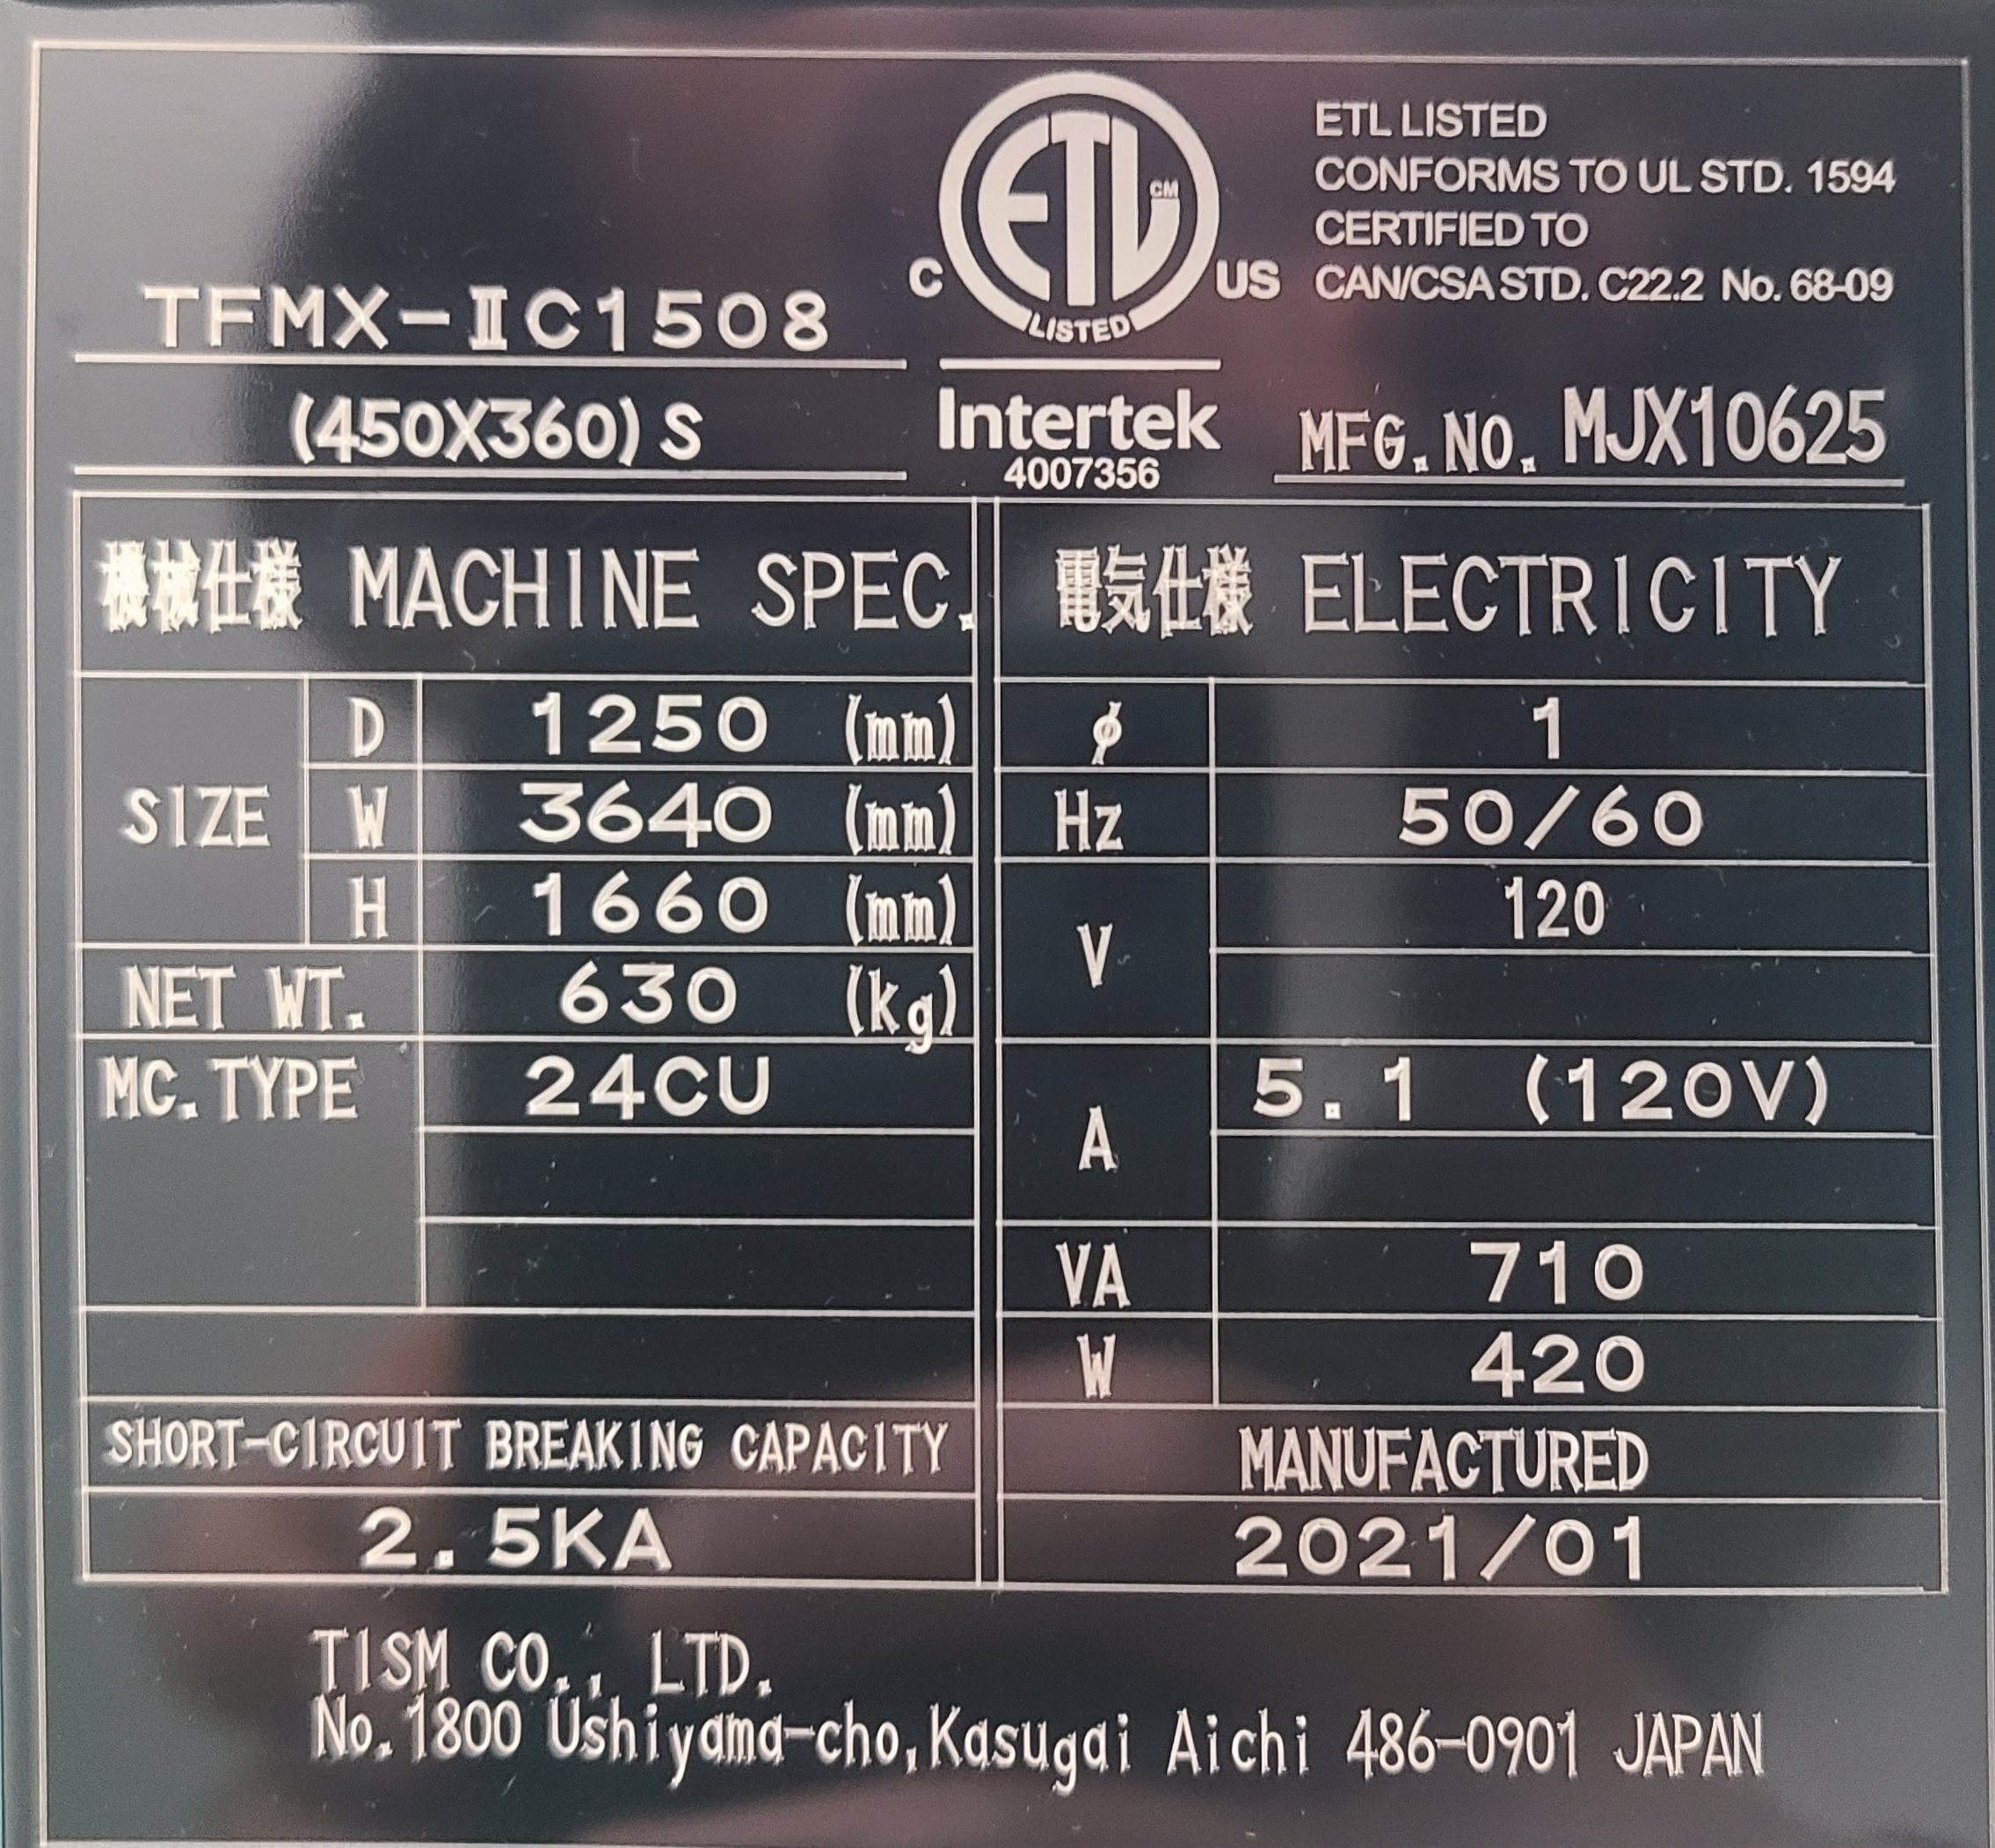 ETL LISTED
CONFORMS TO UL STD. 1594
CERTIFIED TO
CAN/CSA STD. C22.2 No. 68-09
ETL CM
C US
LISTED
TFMX-ⅡC1508
(450X360) S
Intertek
4007356
MFG.NO. MJX10625
機械仕様 MACHINE SPEC.
電気仕様 ELECTRICITY
SIZE
D 1250 (mm)
W 3640 (mm)
H 1660 (mm)
NET WT. 630 (kg)
MC.TYPE 24CU
SHORT-CIRCUIT BREAKING CAPACITY
2.5KA
φ 1
Hz 50/60
V 120
A 5.1 (120V)
VA 710
W 420
MANUFACTURED
2021/01
TISM CO., LTD.
No.1800 Ushiyama-cho,Kasugai Aichi 486-0901 JAPAN